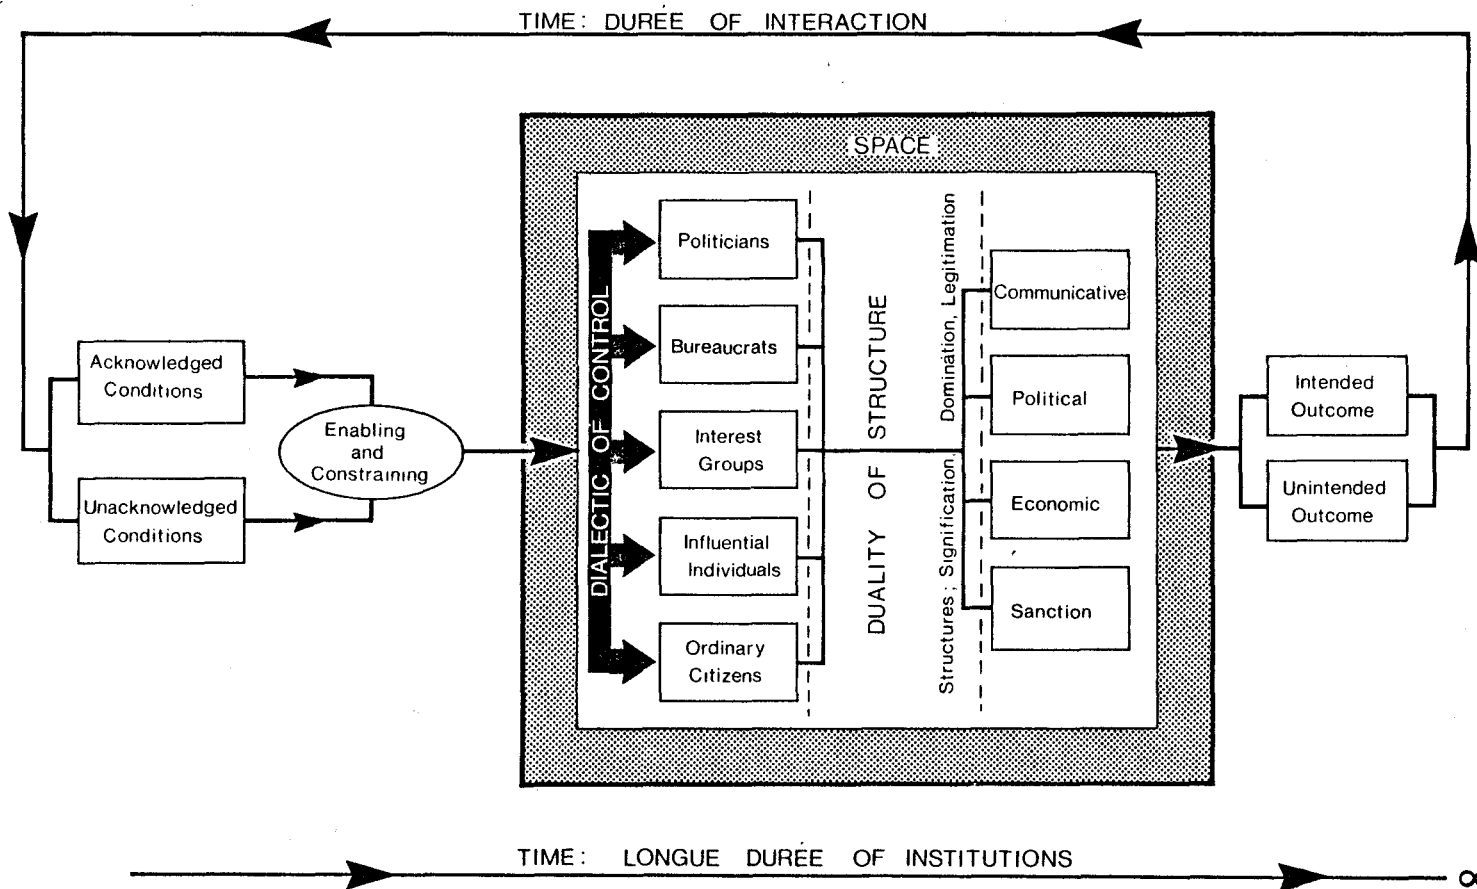 TIME: DURÉE OF INTERACTION
SPACE
Acknowledged
Conditions
Unacknowledged
Conditions
Enabling
and
Constraining
DIALECTIC OF CONTROL
Politicians
Bureaucrats
Interest
Groups
Influential
Individuals
Ordinary
Citizens
DUALITY OF STRUCTURE
Structures; Signification, Domination, Legitimation
Communicative
Political
Economic
Sanction
Intended
Outcome
Unintended
Outcome
TIME: LONGUE DURÉE OF INSTITUTIONS